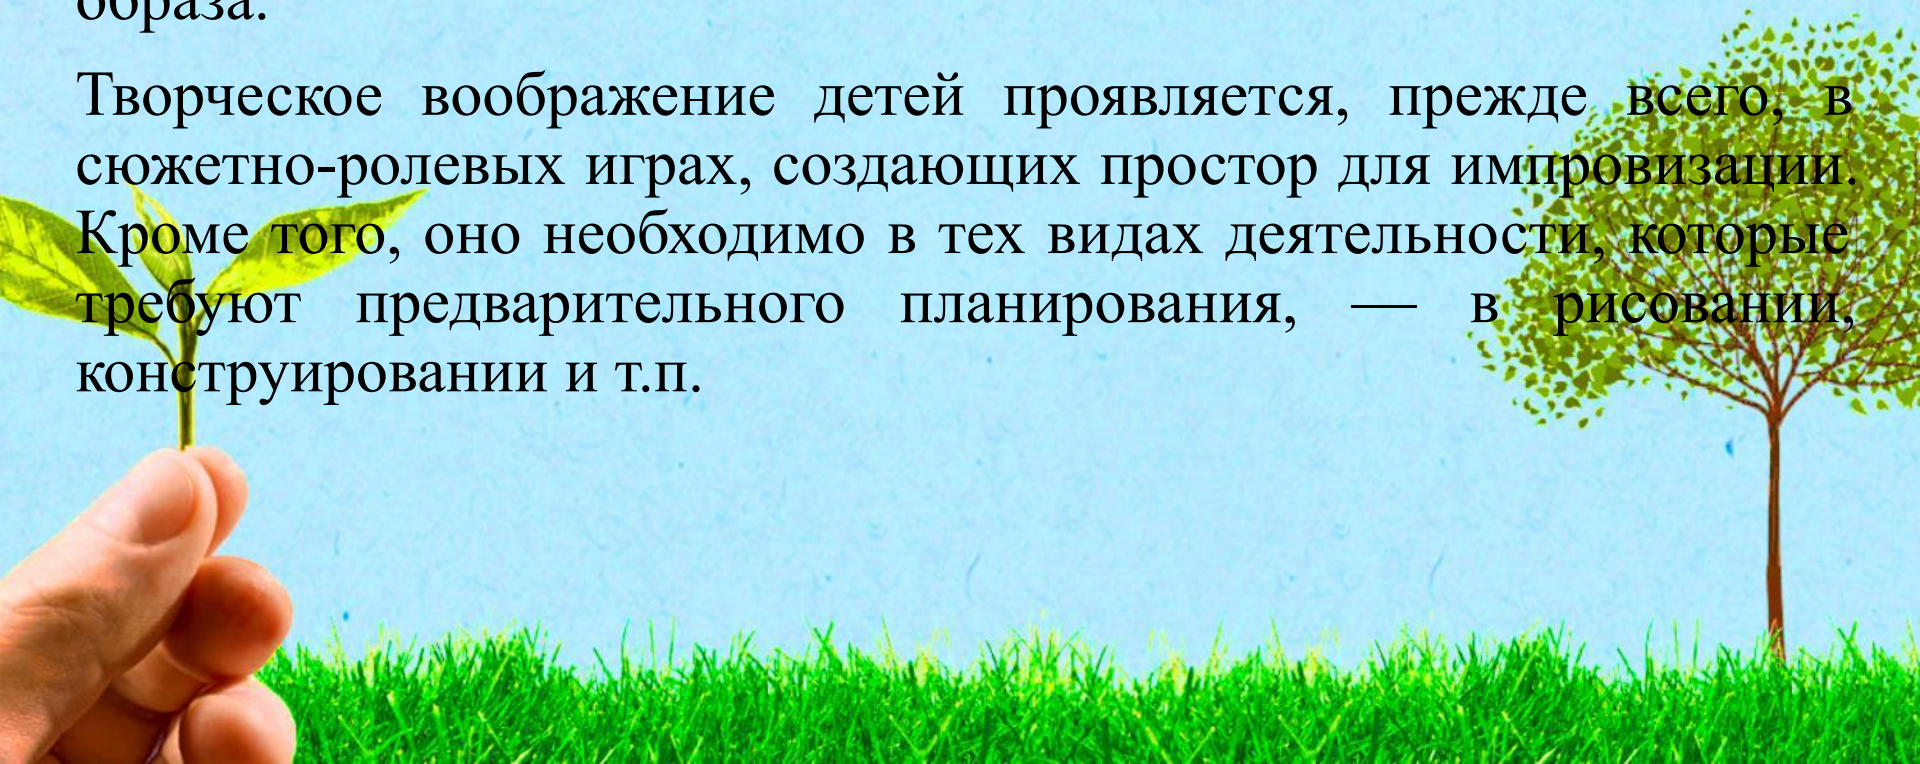 образа.
Творческое воображение детей проявляется, прежде всего, в
сюжетно-ролевых играх, создающих простор для импровизации.
Кроме того, оно необходимо в тех видах деятельности, которые
требуют предварительного планирования, — в рисовании,
конструировании и т.п.